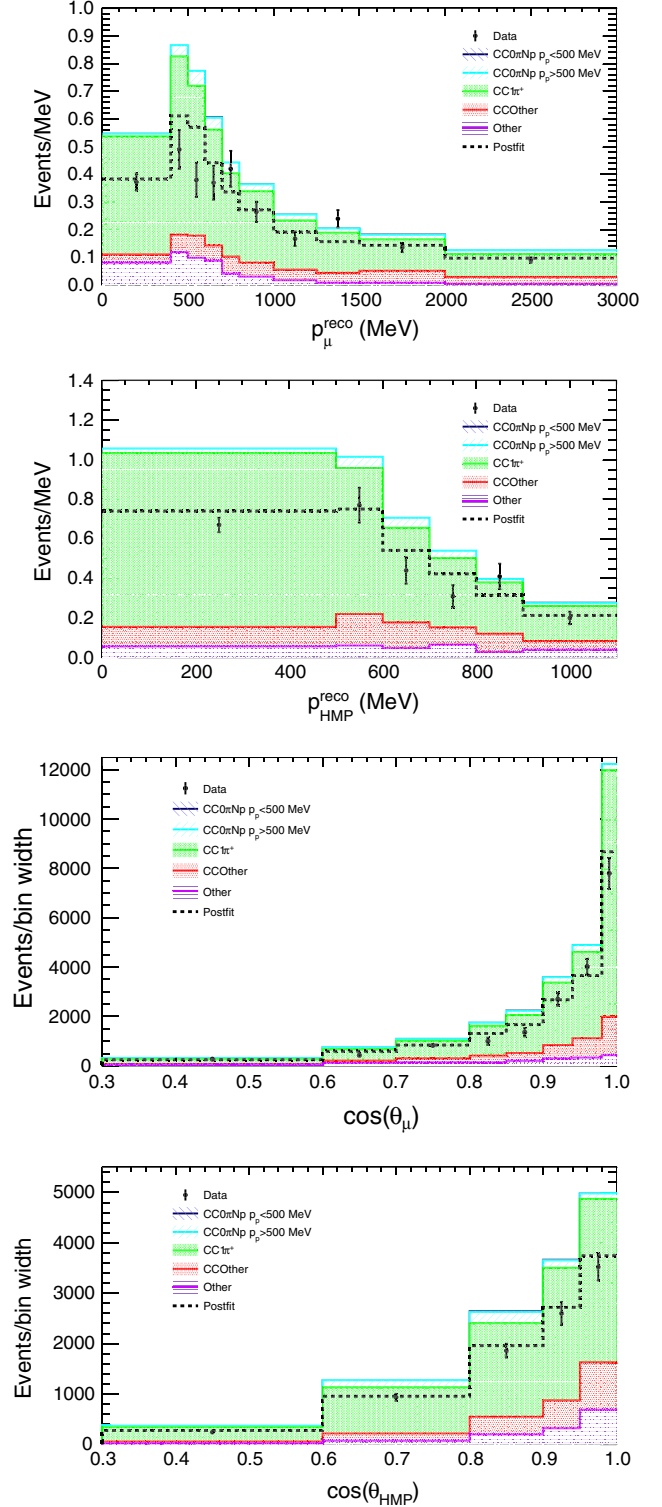 1.0
0.9
0.8
0.7
0.6
0.5
0.4
0.3
0.2
0.1
0.0
Events/MeV
Data
CC0πNp p_p<500 MeV
CC0πNp p_p>500 MeV
CC1π⁺
CCOther
Other
Postfit
0 500 1000 1500 2000 2500 3000
p_μ^reco (MeV)
1.4
1.2
1.0
0.8
0.6
0.4
0.2
0.0
Events/MeV
Data
CC0πNp p_p<500 MeV
CC0πNp p_p>500 MeV
CC1π⁺
CCOther
Other
Postfit
0 200 400 600 800 1000
p_HMP^reco (MeV)
12000
10000
8000
6000
4000
2000
0
Events/bin width
Data
CC0πNp p_p<500 MeV
CC0πNp p_p>500 MeV
CC1π⁺
CCOther
Other
Postfit
0.3 0.4 0.5 0.6 0.7 0.8 0.9 1.0
cos(θ_μ)
5000
4000
3000
2000
1000
0
Events/bin width
Data
CC0πNp p_p<500 MeV
CC0πNp p_p>500 MeV
CC1π⁺
CCOther
Other
Postfit
0.3 0.4 0.5 0.6 0.7 0.8 0.9 1.0
cos(θ_HMP)